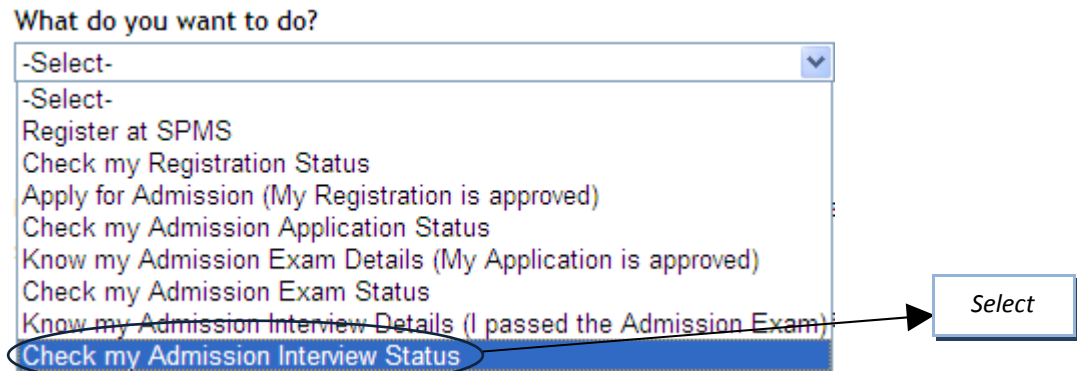 What do you want to do?
-Select-
-Select-
Register at SPMS
Check my Registration Status
Apply for Admission (My Registration is approved)
Check my Admission Application Status
Know my Admission Exam Details (My Application is approved)
Check my Admission Exam Status
Know my Admission Interview Details (I passed the Admission Exam)
Check my Admission Interview Status
Select